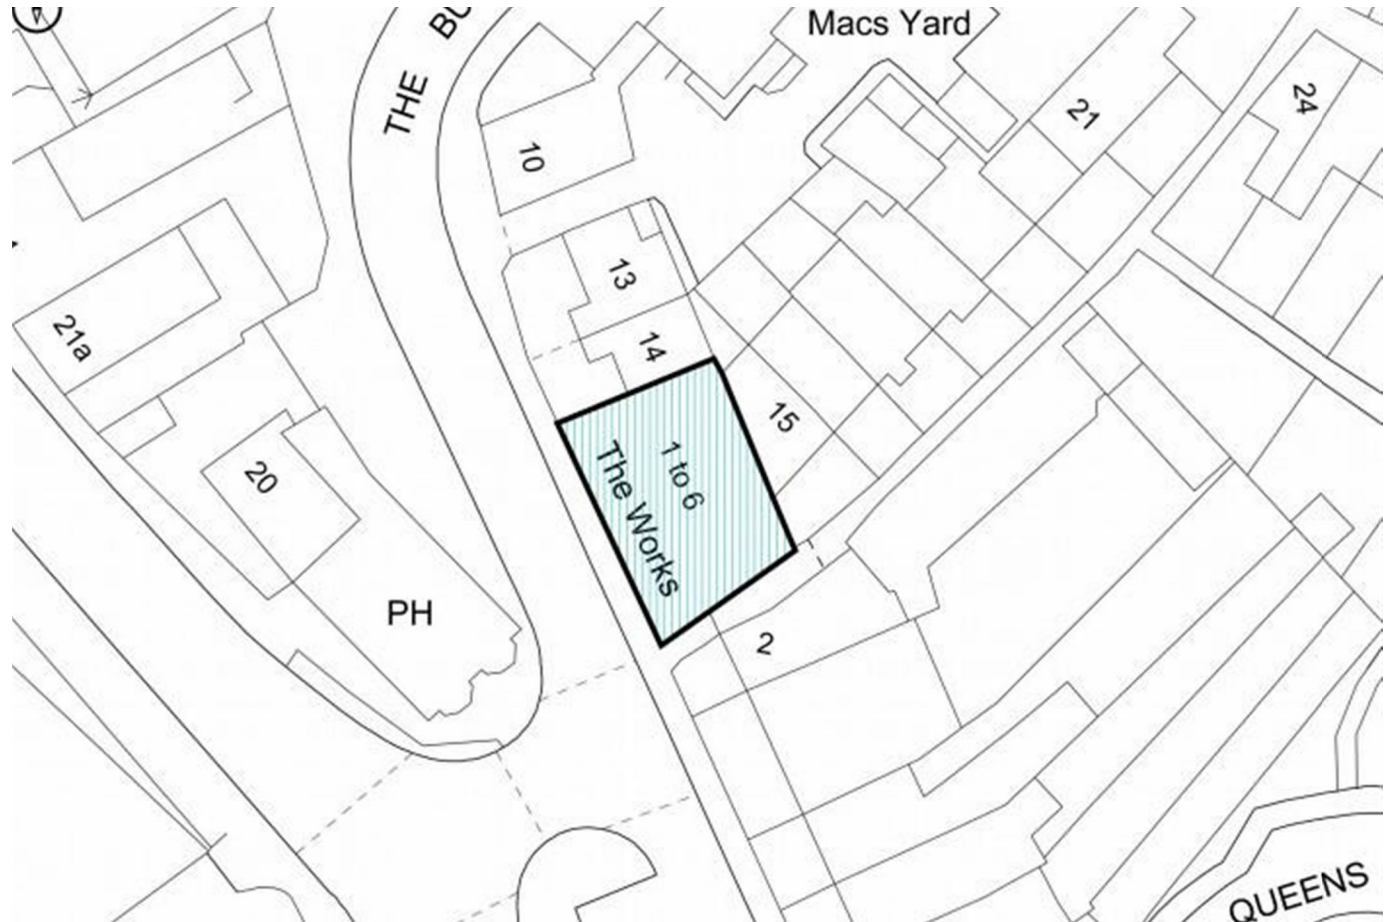 Macs Yard
THE BU
21
24
10
13
21a
14
15
20
1 to 6
The Works
PH
2
QUEENS